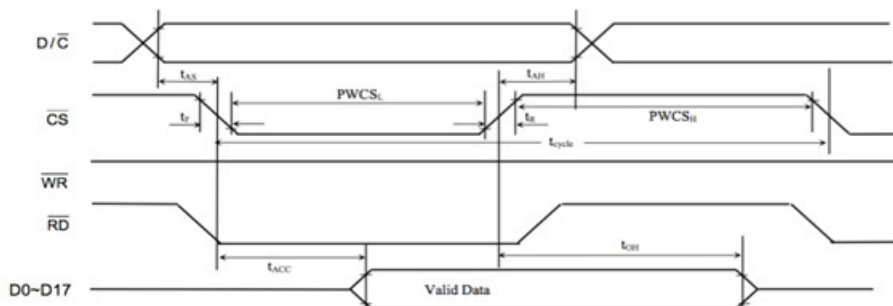 D/C̅
tAS
tAH
C̅S̅
tF
PWCSL
tR
PWCSH
tcycle
W̅R̅
R̅D̅
tACC
tOH
D0~D17
Valid Data